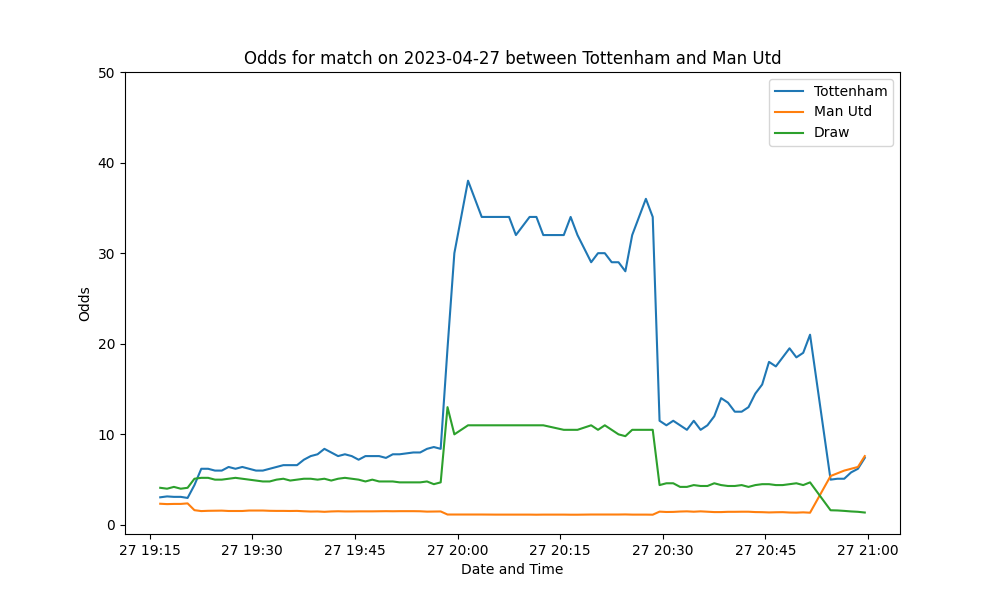 Odds for match on 2023-04-27 between Tottenham and Man Utd
50
40
30
20
10
0
Odds
Tottenham
Man Utd
Draw
27 19:15 27 19:30 27 19:45 27 20:00 27 20:15 27 20:30 27 20:45 27 21:00
Date and Time